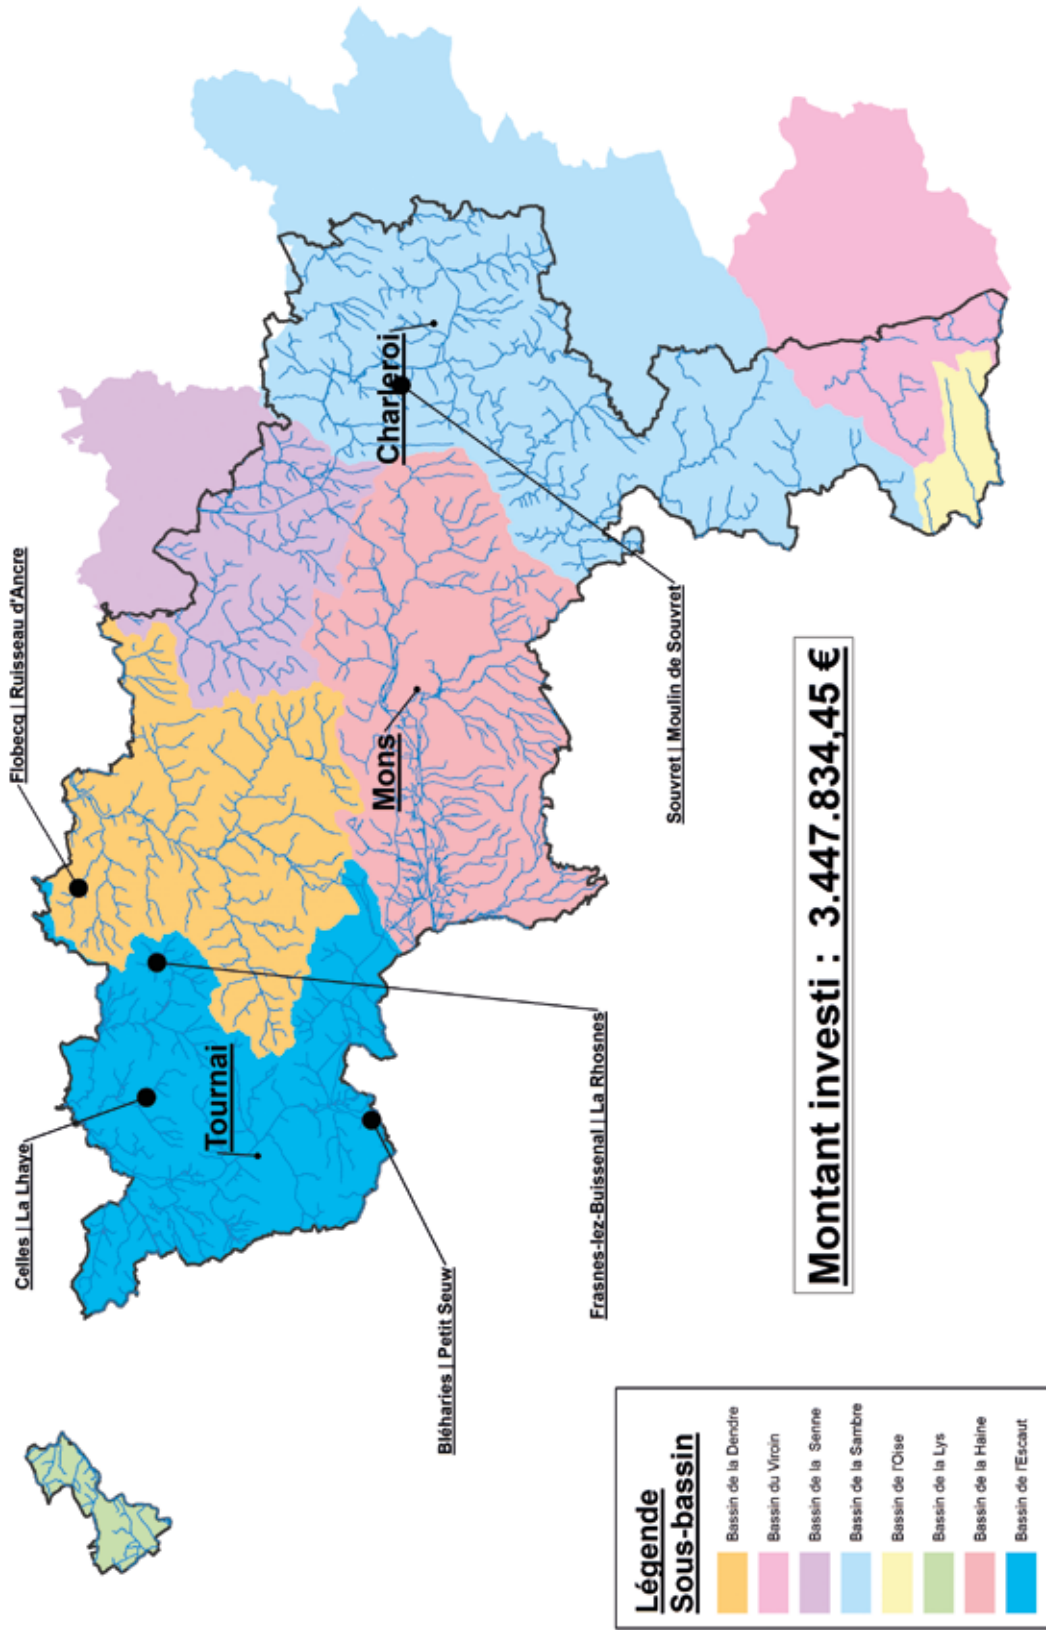 Celles | La Lhaye
Flobecq | Ruisseau d'Ancre
Tournai
Mons
Charleroi
Bléharies | Petit Seuw
Frasnes-lez-Buissenal | La Rhosnes
Souvret | Moulin de Souvret
Montant investi : 3.447.834,45 €
Légende
Sous-bassin
Bassin de la Dendre
Bassin du Viroin
Bassin de la Senne
Bassin de la Sambre
Bassin de l'Oise
Bassin de la Lys
Bassin de la Haine
Bassin de l'Escaut